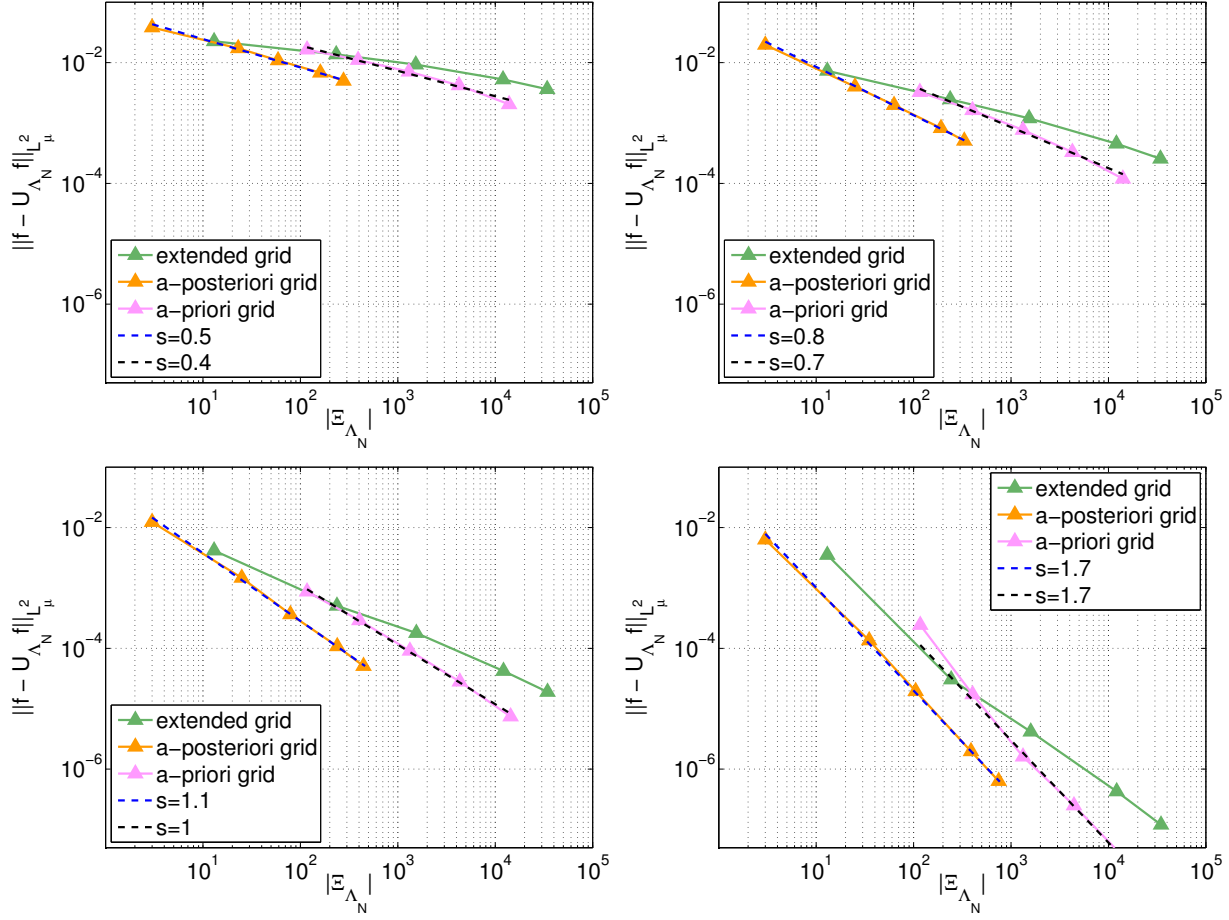 ||f − U_{Λ_N} f||_{L^2_μ}
10^{−2}
10^{−4}
10^{−6}
extended grid
a−posteriori grid
a−priori grid
s=0.5
s=0.4
10^1 10^2 10^3 10^4 10^5
|Ξ_{Λ_N}|
||f − U_{Λ_N} f||_{L^2_μ}
10^{−2}
10^{−4}
10^{−6}
extended grid
a−posteriori grid
a−priori grid
s=0.8
s=0.7
10^1 10^2 10^3 10^4 10^5
|Ξ_{Λ_N}|
||f − U_{Λ_N} f||_{L^2_μ}
10^{−2}
10^{−4}
10^{−6}
extended grid
a−posteriori grid
a−priori grid
s=1.1
s=1
10^1 10^2 10^3 10^4 10^5
|Ξ_{Λ_N}|
||f − U_{Λ_N} f||_{L^2_μ}
10^{−2}
10^{−4}
10^{−6}
extended grid
a−posteriori grid
a−priori grid
s=1.7
s=1.7
10^1 10^2 10^3 10^4 10^5
|Ξ_{Λ_N}|